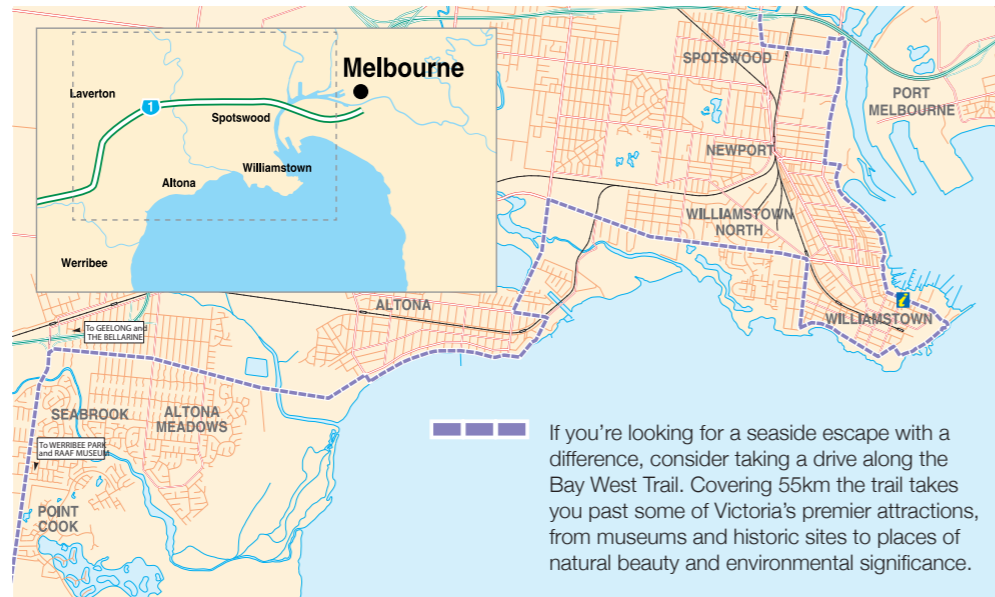 Melbourne
Laverton
1
Spotswood
Williamstown
Altona
Werribee
SPOTSWOOD
PORT
MELBOURNE
NEWPORT
WILLIAMSTOWN
NORTH
ALTONA
i
WILLIAMSTOWN
To GEELONG and
THE BELLARINE
SEABROOK
ALTONA
MEADOWS
To WERRIBEE PARK
and RAAF MUSEUM
POINT
COOK
If you’re looking for a seaside escape with a
difference, consider taking a drive along the
Bay West Trail. Covering 55km the trail takes
you past some of Victoria’s premier attractions,
from museums and historic sites to places of
natural beauty and environmental significance.